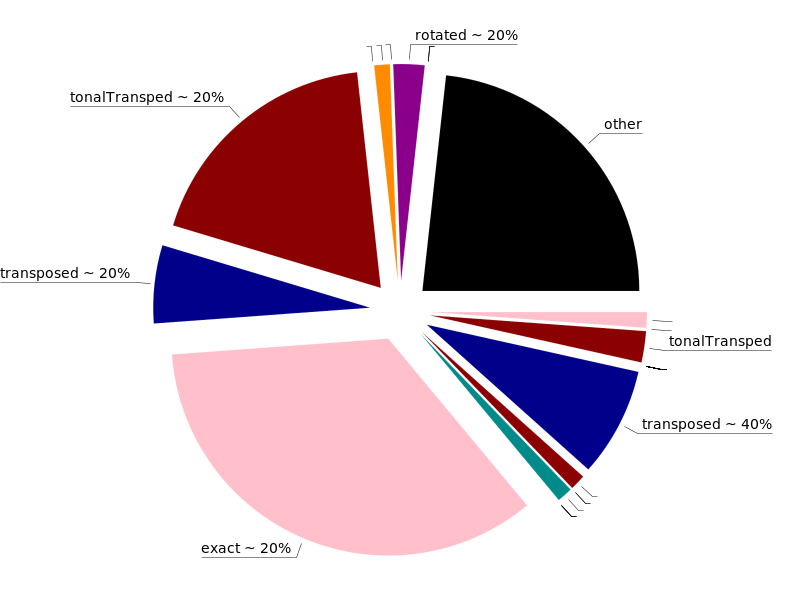 rotated ~ 20%
tonalTransped ~ 20%
other
transposed ~ 20%
tonalTransped
transposed ~ 40%
exact ~ 20%